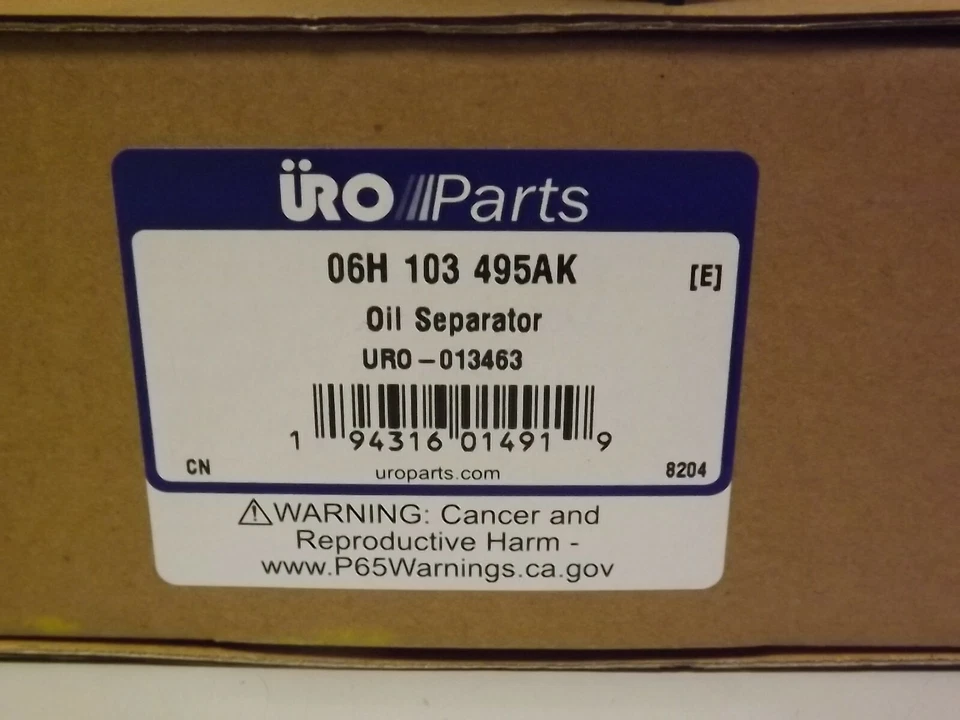 ÜRO Parts
06H 103 495AK
[E]
Oil Separator
URO-013463
1 94316 01491 9
CN
uroparts.com
8204
⚠WARNING: Cancer and
Reproductive Harm -
www.P65Warnings.ca.gov